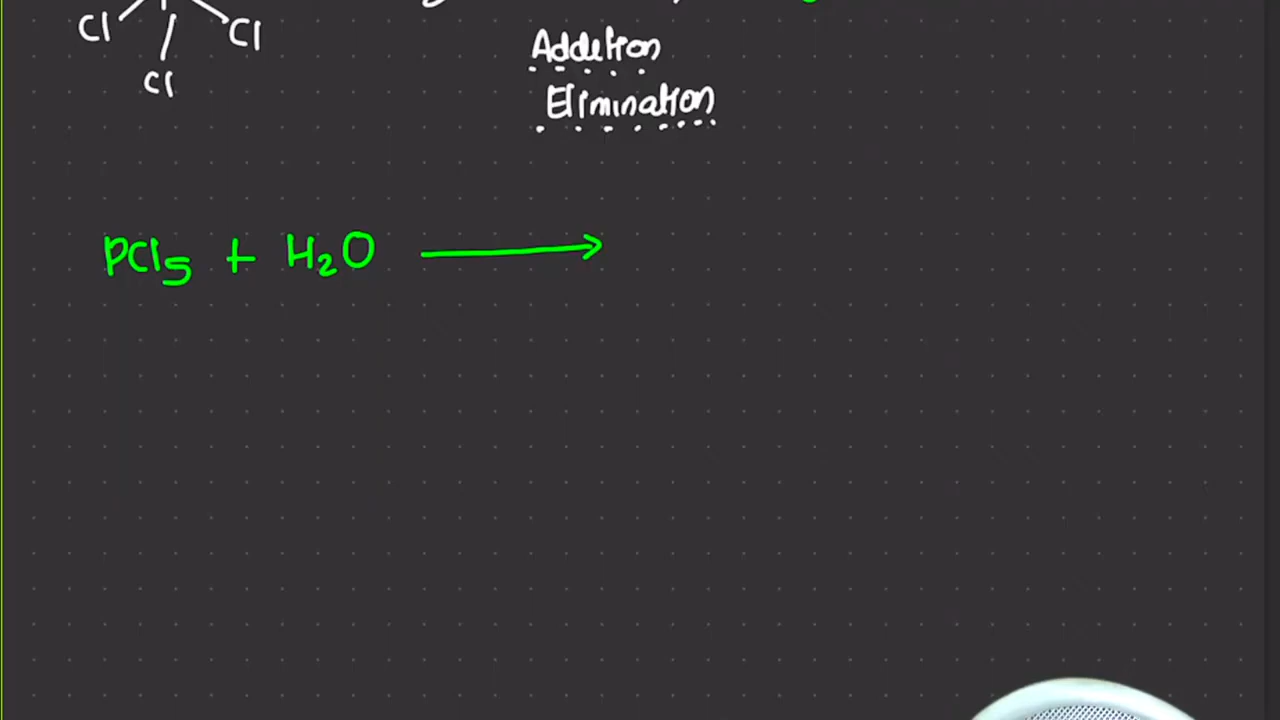 Cl Cl
Cl
Addition
Elimination
PCl5 + H2O ⟶